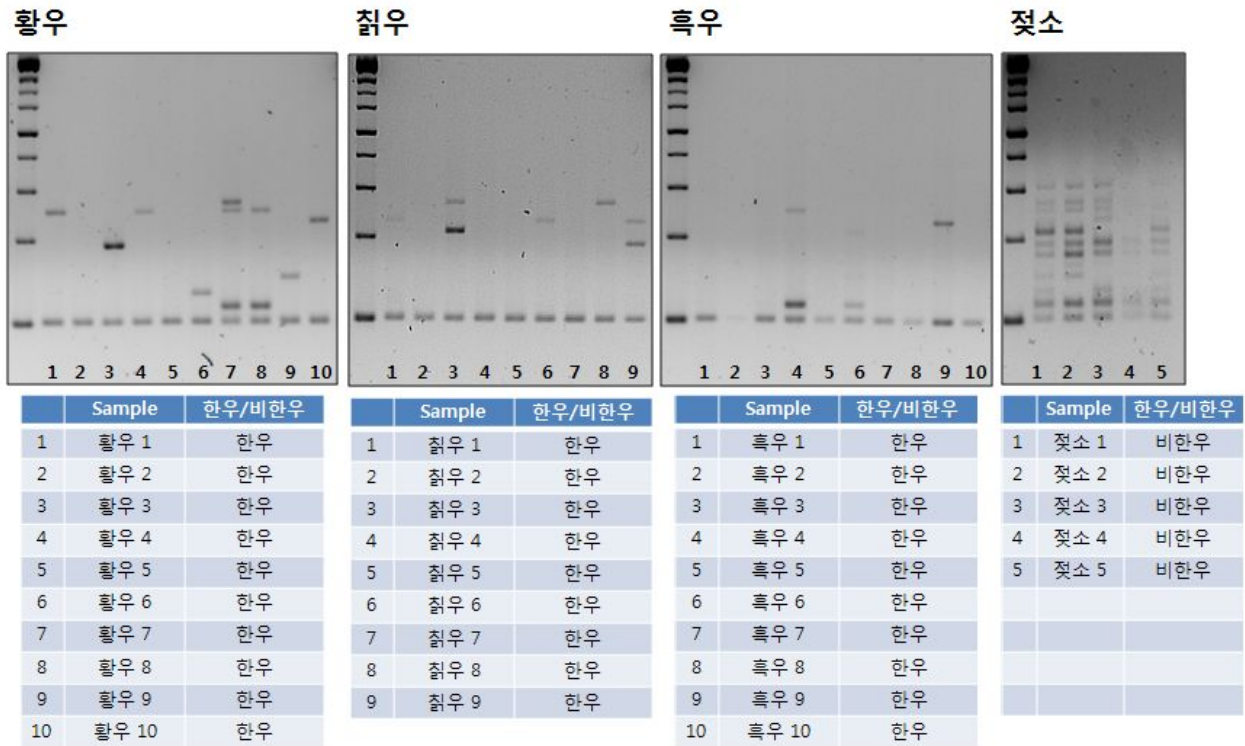 황우 칡우 흑우 젖소
1 2 3 4 5 6 7 8 9 10
1 2 3 4 5 6 7 8 9
1 2 3 4 5 6 7 8 9 10
1 2 3 4 5
Sample 한우/비한우
1 황우 1 한우
2 황우 2 한우
3 황우 3 한우
4 황우 4 한우
5 황우 5 한우
6 황우 6 한우
7 황우 7 한우
8 황우 8 한우
9 황우 9 한우
10 황우 10 한우
Sample 한우/비한우
1 칡우 1 한우
2 칡우 2 한우
3 칡우 3 한우
4 칡우 4 한우
5 칡우 5 한우
6 칡우 6 한우
7 칡우 7 한우
8 칡우 8 한우
9 칡우 9 한우
Sample 한우/비한우
1 흑우 1 한우
2 흑우 2 한우
3 흑우 3 한우
4 흑우 4 한우
5 흑우 5 한우
6 흑우 6 한우
7 흑우 7 한우
8 흑우 8 한우
9 흑우 9 한우
10 흑우 10 한우
Sample 한우/비한우
1 젖소 1 비한우
2 젖소 2 비한우
3 젖소 3 비한우
4 젖소 4 비한우
5 젖소 5 비한우